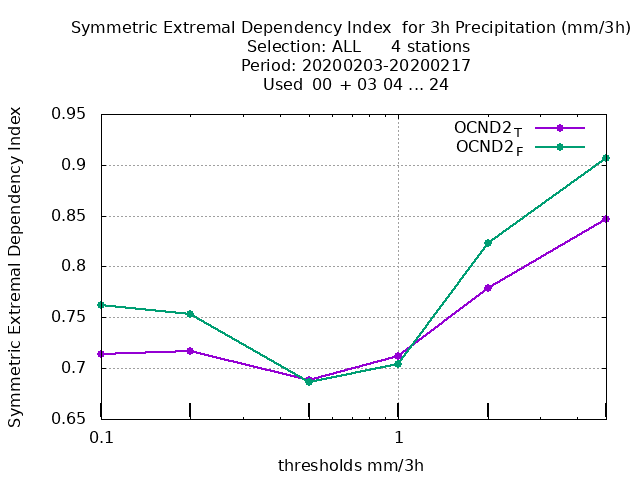 Symmetric Extremal Dependency Index  for 3h Precipitation (mm/3h)
Selection: ALL      4 stations
Period: 20200203-20200217
Used  00 + 03 04 ... 24
Symmetric Extremal Dependency Index
0.95
0.9
0.85
0.8
0.75
0.7
0.65
OCND2T
OCND2F
0.1
1
thresholds mm/3h